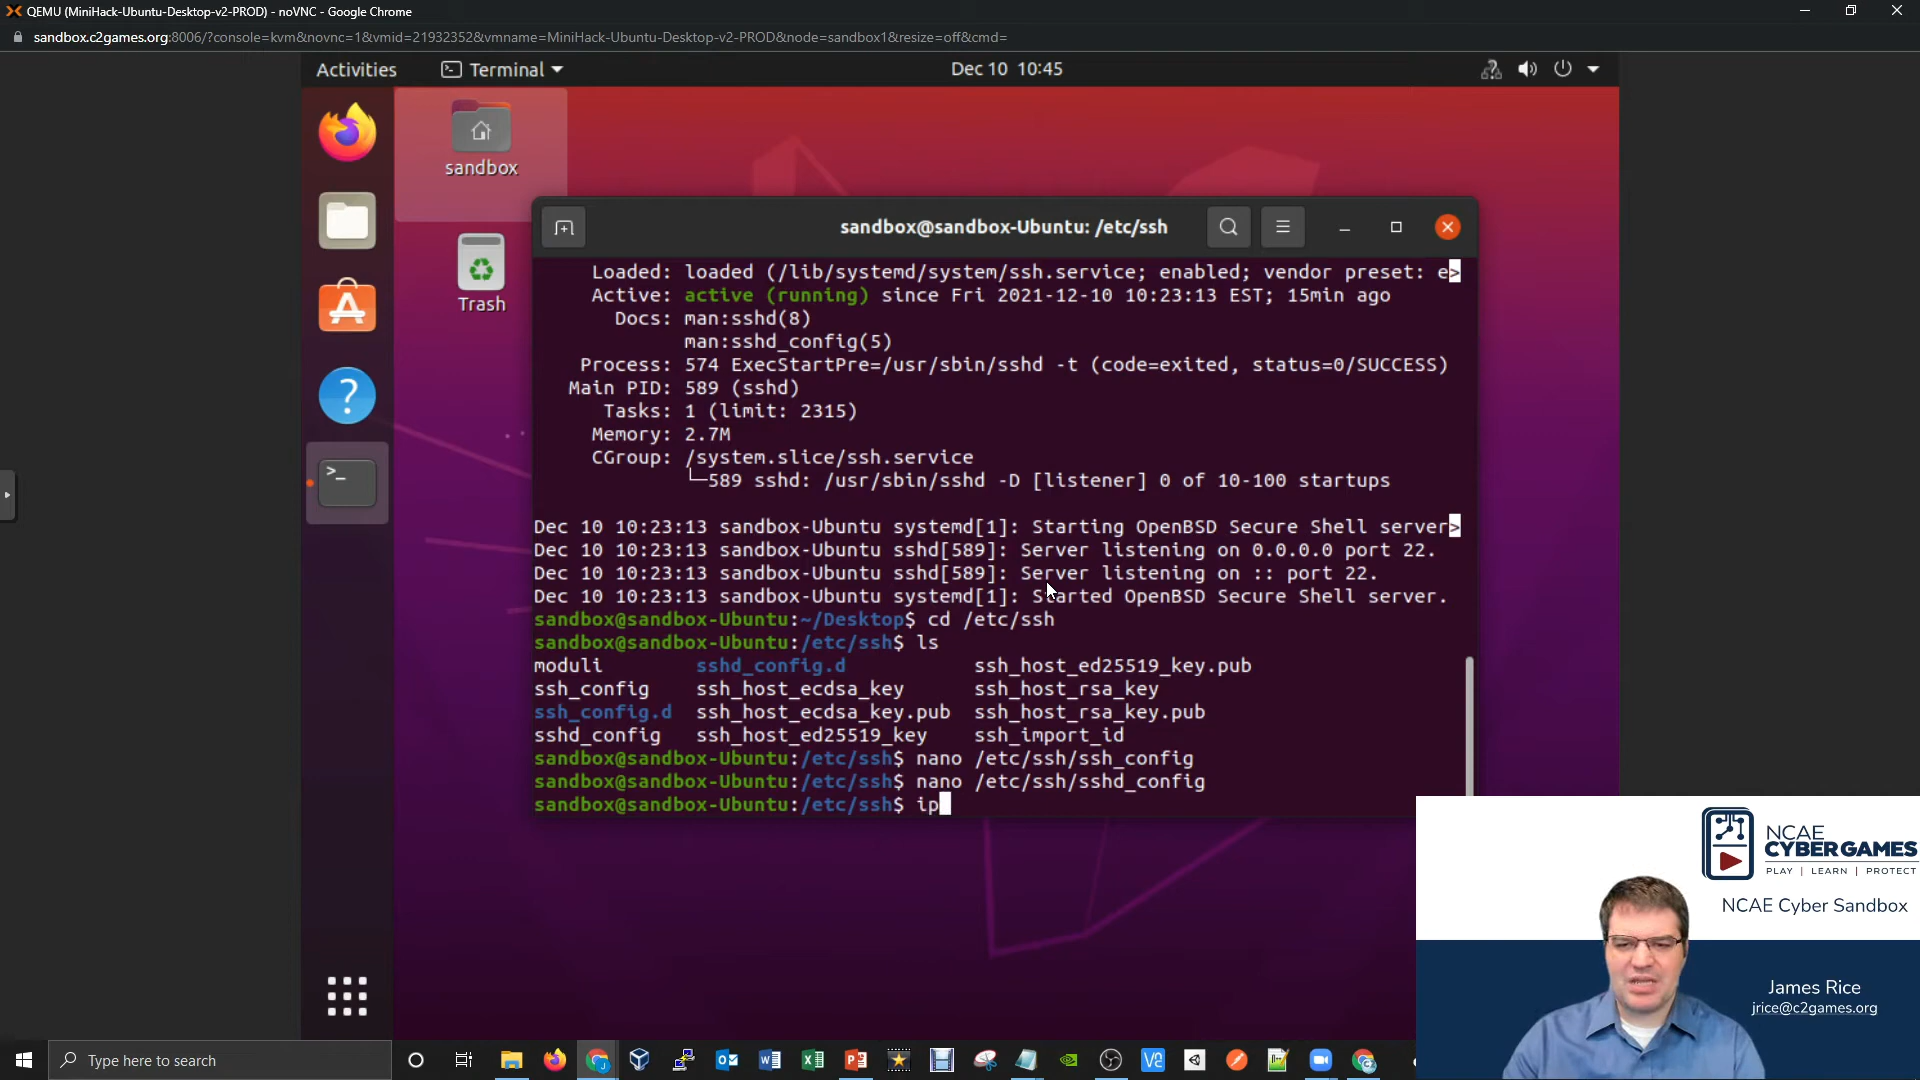 QEMU (MiniHack-Ubuntu-Desktop-v2-PROD) - noVNC - Google Chrome
sandbox.c2games.org:8006/?console=kvm&novnc=1&vmid=21932352&vmname=MiniHack-Ubuntu-Desktop-v2-PROD&node=sandbox1&resize=off&cmd=
Activities Terminal Dec 10 10:45
sandbox
Trash
sandbox@sandbox-Ubuntu: /etc/ssh
Loaded: loaded (/lib/systemd/system/ssh.service; enabled; vendor preset: e>
Active: active (running) since Fri 2021-12-10 10:23:13 EST; 15min ago
Docs: man:sshd(8)
man:sshd_config(5)
Process: 574 ExecStartPre=/usr/sbin/sshd -t (code=exited, status=0/SUCCESS)
Main PID: 589 (sshd)
Tasks: 1 (limit: 2315)
Memory: 2.7M
CGroup: /system.slice/ssh.service
└─589 sshd: /usr/sbin/sshd -D [listener] 0 of 10-100 startups
Dec 10 10:23:13 sandbox-Ubuntu systemd[1]: Starting OpenBSD Secure Shell server>
Dec 10 10:23:13 sandbox-Ubuntu sshd[589]: Server listening on 0.0.0.0 port 22.
Dec 10 10:23:13 sandbox-Ubuntu sshd[589]: Server listening on :: port 22.
Dec 10 10:23:13 sandbox-Ubuntu systemd[1]: Started OpenBSD Secure Shell server.
sandbox@sandbox-Ubuntu:~/Desktop$ cd /etc/ssh
sandbox@sandbox-Ubuntu:/etc/ssh$ ls
moduli sshd_config.d ssh_host_ed25519_key.pub
ssh_config ssh_host_ecdsa_key ssh_host_rsa_key
ssh_config.d ssh_host_ecdsa_key.pub ssh_host_rsa_key.pub
sshd_config ssh_host_ed25519_key ssh_import_id
sandbox@sandbox-Ubuntu:/etc/ssh$ nano /etc/ssh/ssh_config
sandbox@sandbox-Ubuntu:/etc/ssh$ nano /etc/ssh/sshd_config
sandbox@sandbox-Ubuntu:/etc/ssh$ ip
NCAE
CYBERGAMES
PLAY | LEARN | PROTECT
NCAE Cyber Sandbox
James Rice
jrice@c2games.org
Type here to search